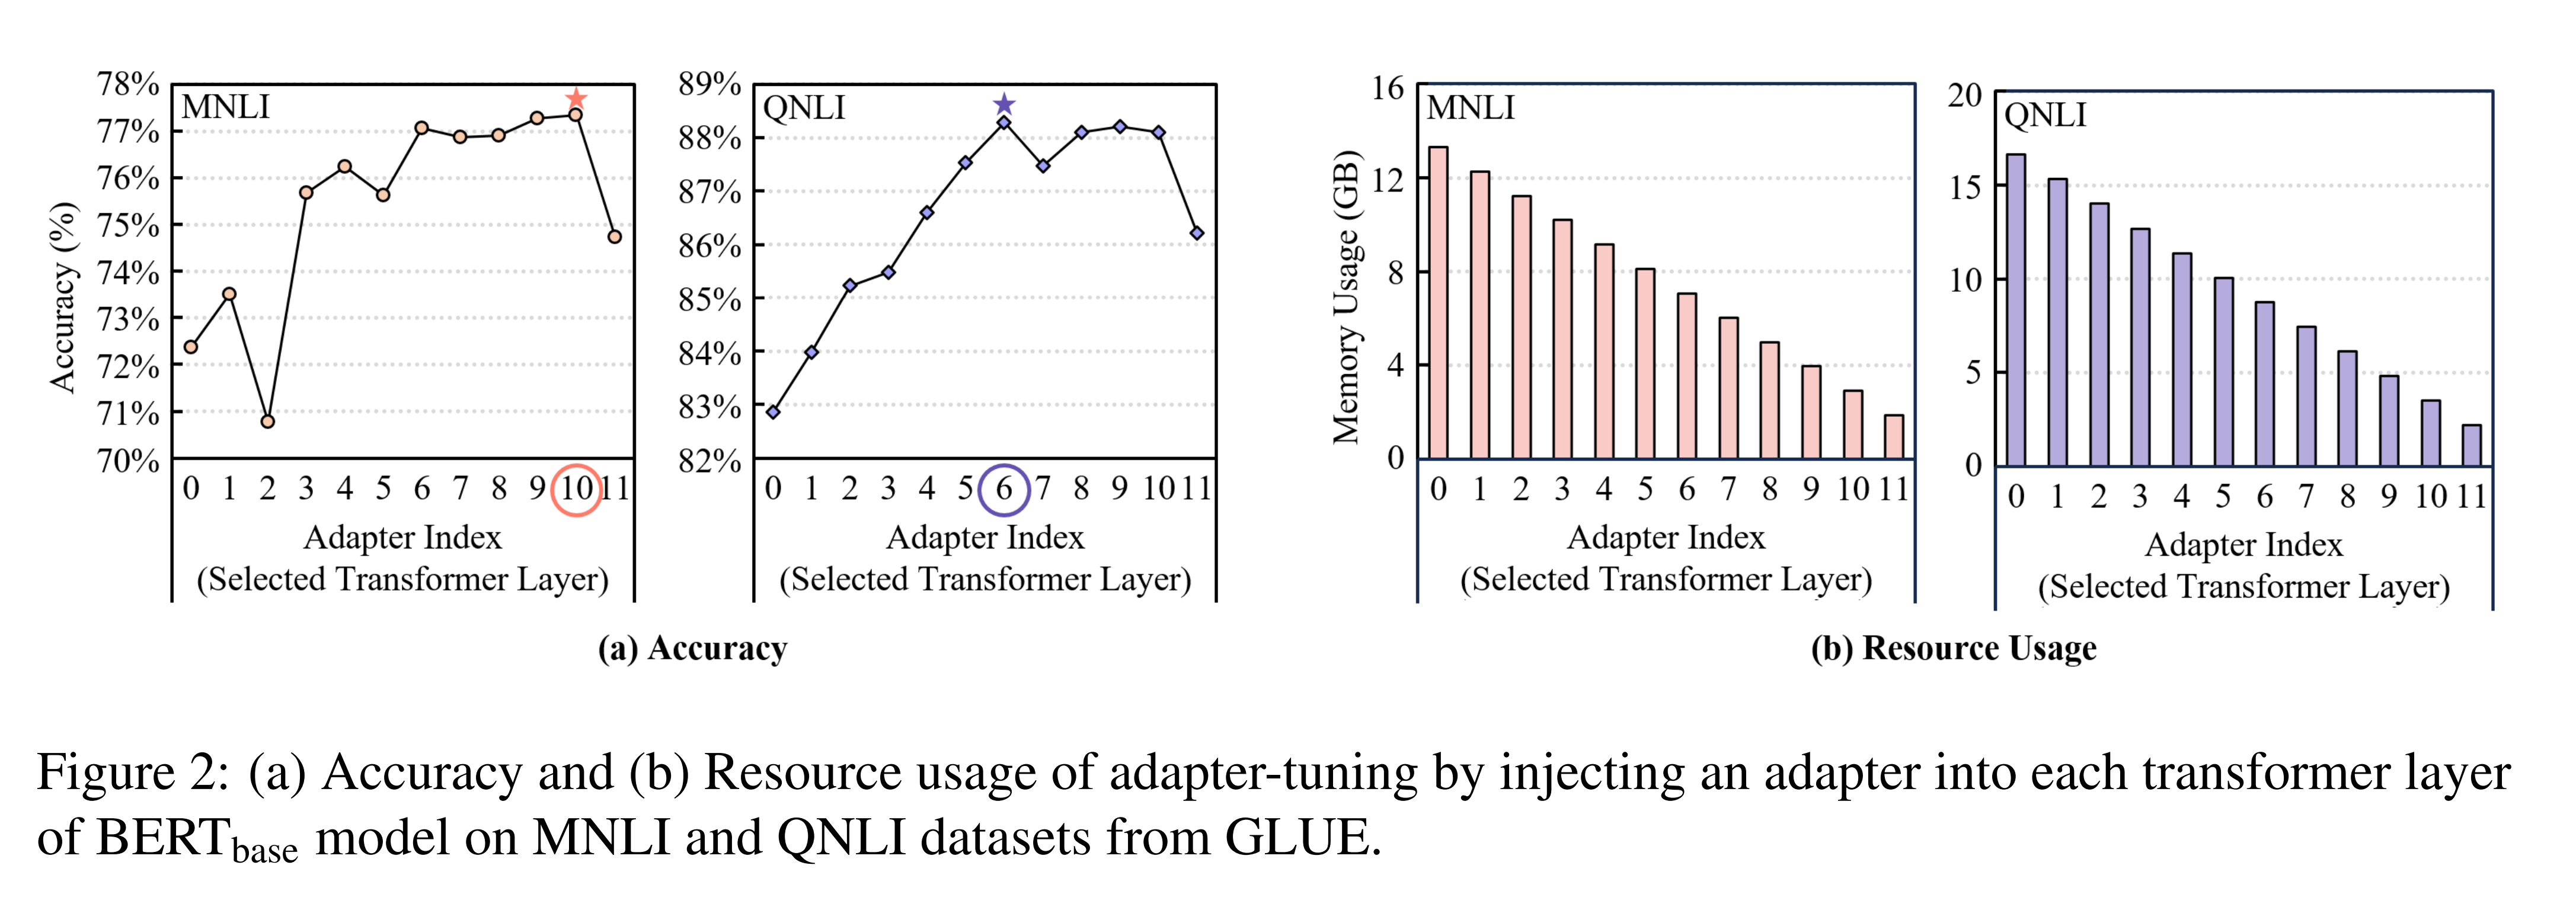 78%
77%
76%
75%
74%
73%
72%
71%
70%
Accuracy (%)
MNLI
0 1 2 3 4 5 6 7 8 9 10 11
Adapter Index
(Selected Transformer Layer)
89%
88%
87%
86%
85%
84%
83%
82%
QNLI
0 1 2 3 4 5 6 7 8 9 10 11
Adapter Index
(Selected Transformer Layer)
(a) Accuracy
16
12
8
4
0
Memory Usage (GB)
MNLI
0 1 2 3 4 5 6 7 8 9 10 11
Adapter Index
(Selected Transformer Layer)
20
15
10
5
0
QNLI
0 1 2 3 4 5 6 7 8 9 10 11
Adapter Index
(Selected Transformer Layer)
(b) Resource Usage
Figure 2: (a) Accuracy and (b) Resource usage of adapter-tuning by injecting an adapter into each transformer layer
of BERTbase model on MNLI and QNLI datasets from GLUE.